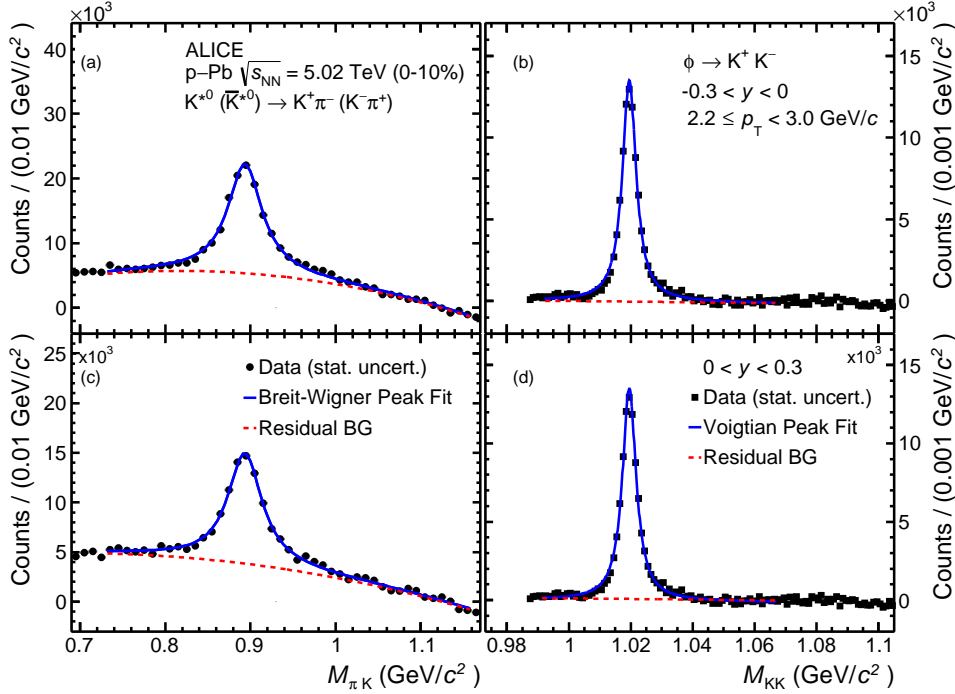 ×10³
×10³
40
30
20
10
0
Counts / (0.01 GeV/c²)
(a)
ALICE
p–Pb √s_NN = 5.02 TeV (0-10%)
K*⁰ (K̅*⁰) → K⁺π⁻ (K⁻π⁺)
(b)
ϕ → K⁺ K⁻
-0.3 < y < 0
2.2 ≤ p_T < 3.0 GeV/c
15
10
5
0
Counts / (0.001 GeV/c²)
25
20
15
10
5
0
Counts / (0.01 GeV/c²)
×10³
(c)
Data (stat. uncert.)
Breit-Wigner Peak Fit
Residual BG
(d)
0 < y < 0.3
x10³
Data (stat. uncert.)
Voigtian Peak Fit
Residual BG
15
10
5
0
Counts / (0.001 GeV/c²)
0.7 0.8 0.9 1 1.1
M_πK (GeV/c²)
0.98 1 1.02 1.04 1.06 1.08 1.1
M_KK (GeV/c²)